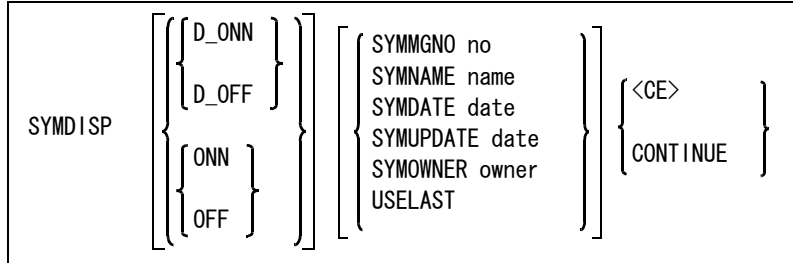 SYMDISP
D_ONN
D_OFF
ONN
OFF
SYMMGNO no
SYMNAME name
SYMDATE date
SYMUPDATE date
SYMOWNER owner
USELAST
<CE>
CONTINUE